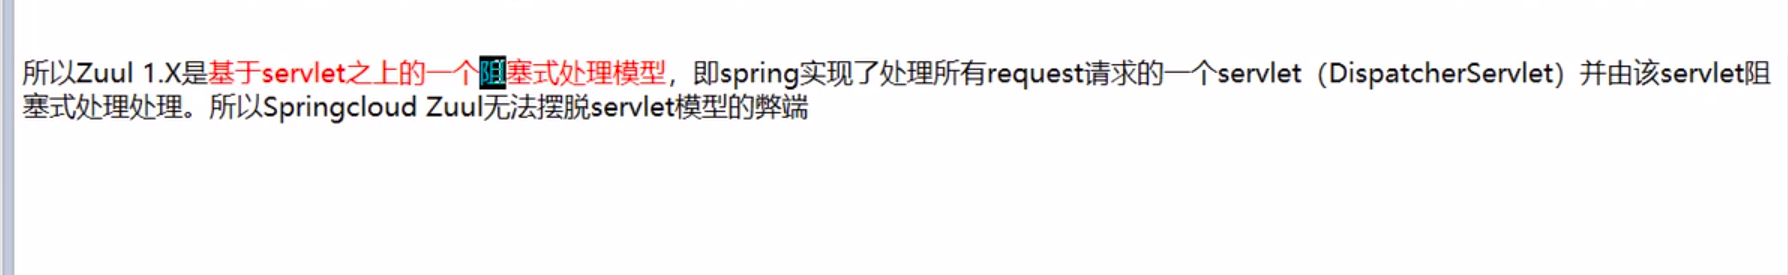 所以Zuul 1.X是基于servlet之上的一个阻塞式处理模型，即spring实现了处理所有request请求的一个servlet（DispatcherServlet）并由该servlet阻
塞式处理处理。所以Springcloud Zuul无法摆脱servlet模型的弊端